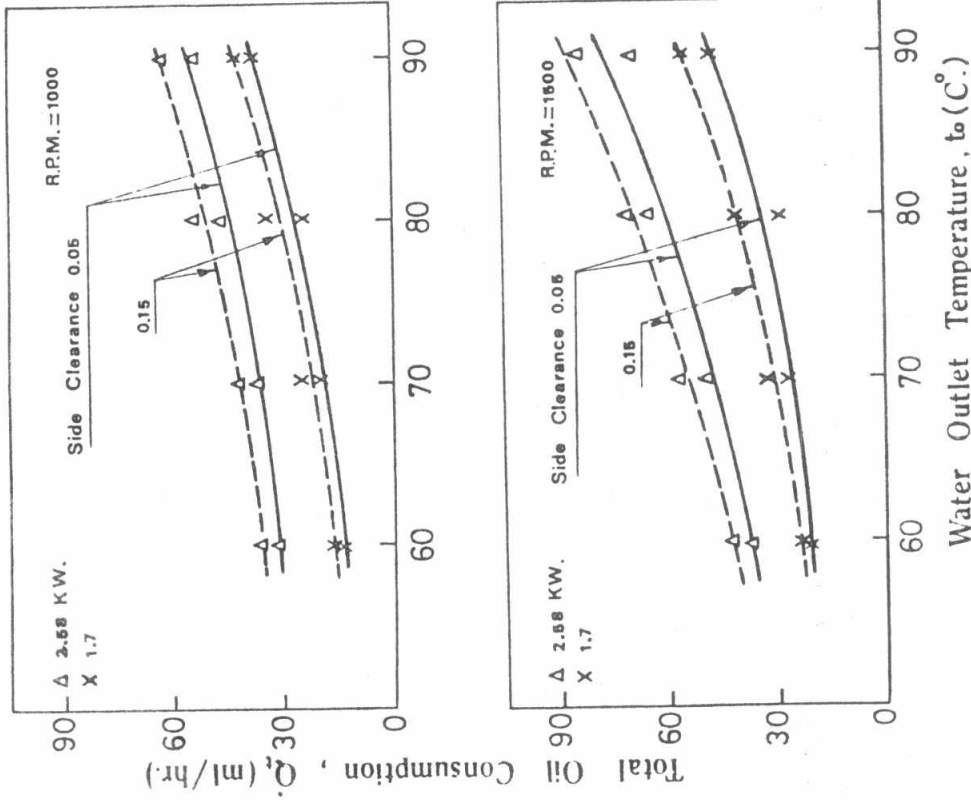 Total Oil Consumption, Q̇t (ml/hr.)
90
60
30
0
Δ 2.58 KW.
X 1.7
R.P.M.=1000
Side Clearance 0.05
0.15
60
70
80
90
90
60
30
0
Δ 2.58 KW.
X 1.7
R.P.M.=1500
Side Clearance 0.05
0.15
60
70
80
90
Water Outlet Temperature, to (C°.)